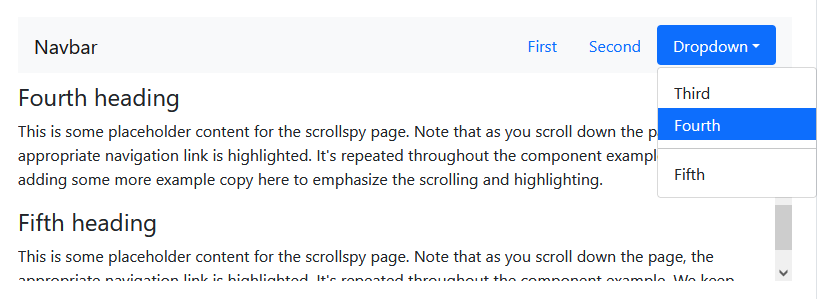 Navbar
First
Second
Dropdown
Third
Fourth
Fifth
Fourth heading
This is some placeholder content for the scrollspy page. Note that as you scroll down the
appropriate navigation link is highlighted. It's repeated throughout the component
adding some more example copy here to emphasize the scrolling and highlighting.
Fifth heading
This is some placeholder content for the scrollspy page. Note that as you scroll down the page, the
appropriate navigation link is highlighted. It's repeated throughout the component example. We keep